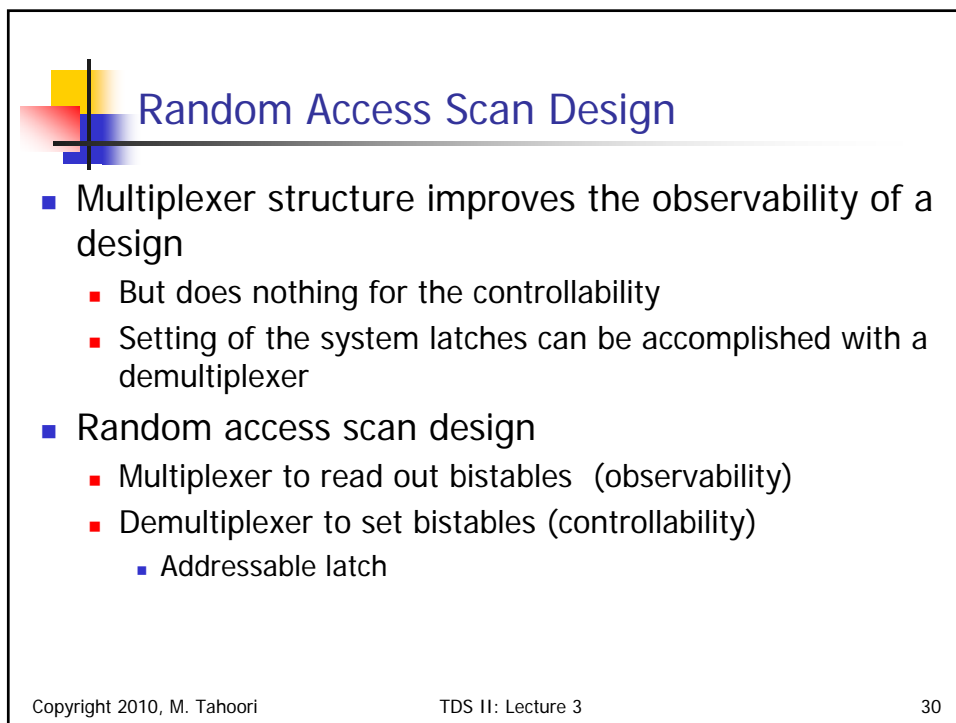 Random Access Scan Design
Multiplexer structure improves the observability of a
design
But does nothing for the controllability
Setting of the system latches can be accomplished with a
demultiplexer
Random access scan design
Multiplexer to read out bistables (observability)
Demultiplexer to set bistables (controllability)
Addressable latch
Copyright 2010, M. Tahoori TDS II: Lecture 3 30